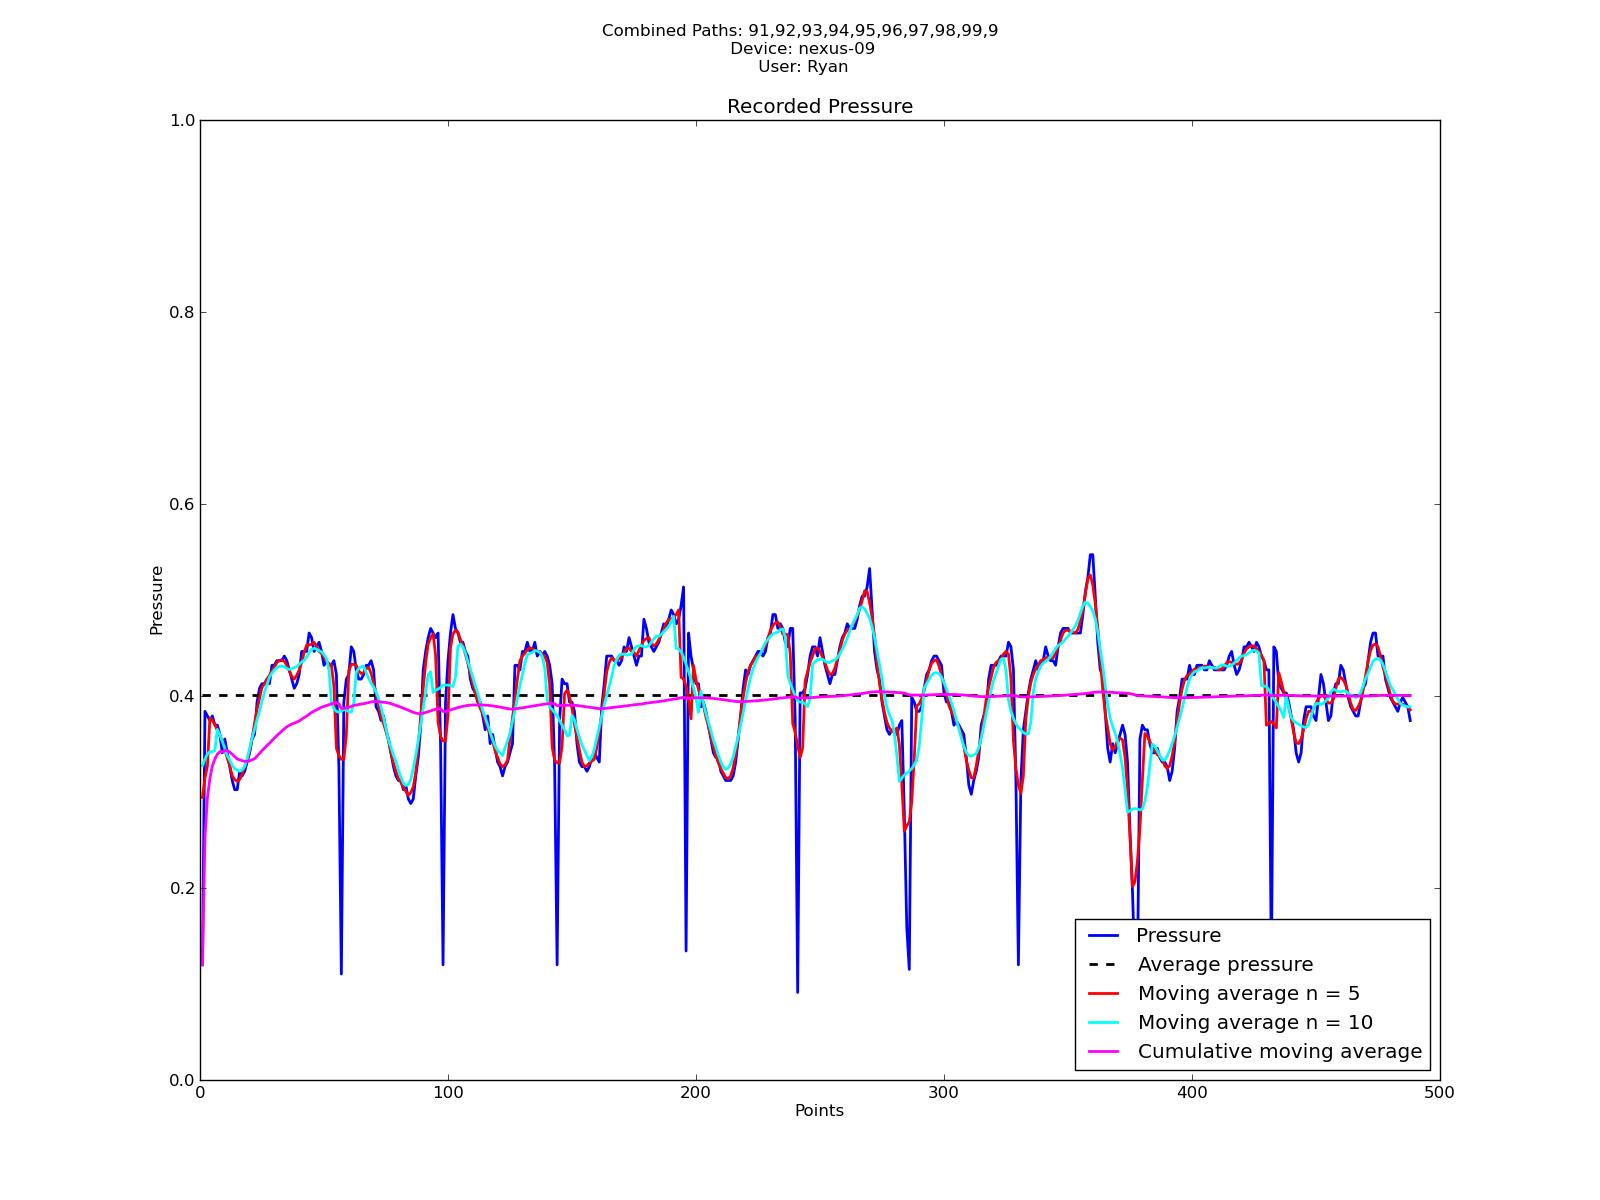 Combined Paths: 91,92,93,94,95,96,97,98,99,9
Device: nexus-09
User: Ryan
Recorded Pressure
1.0
0.8
0.6
0.4
0.2
0.0
Pressure
0
100
200
300
400
500
Points
Pressure
Average pressure
Moving average n = 5
Moving average n = 10
Cumulative moving average